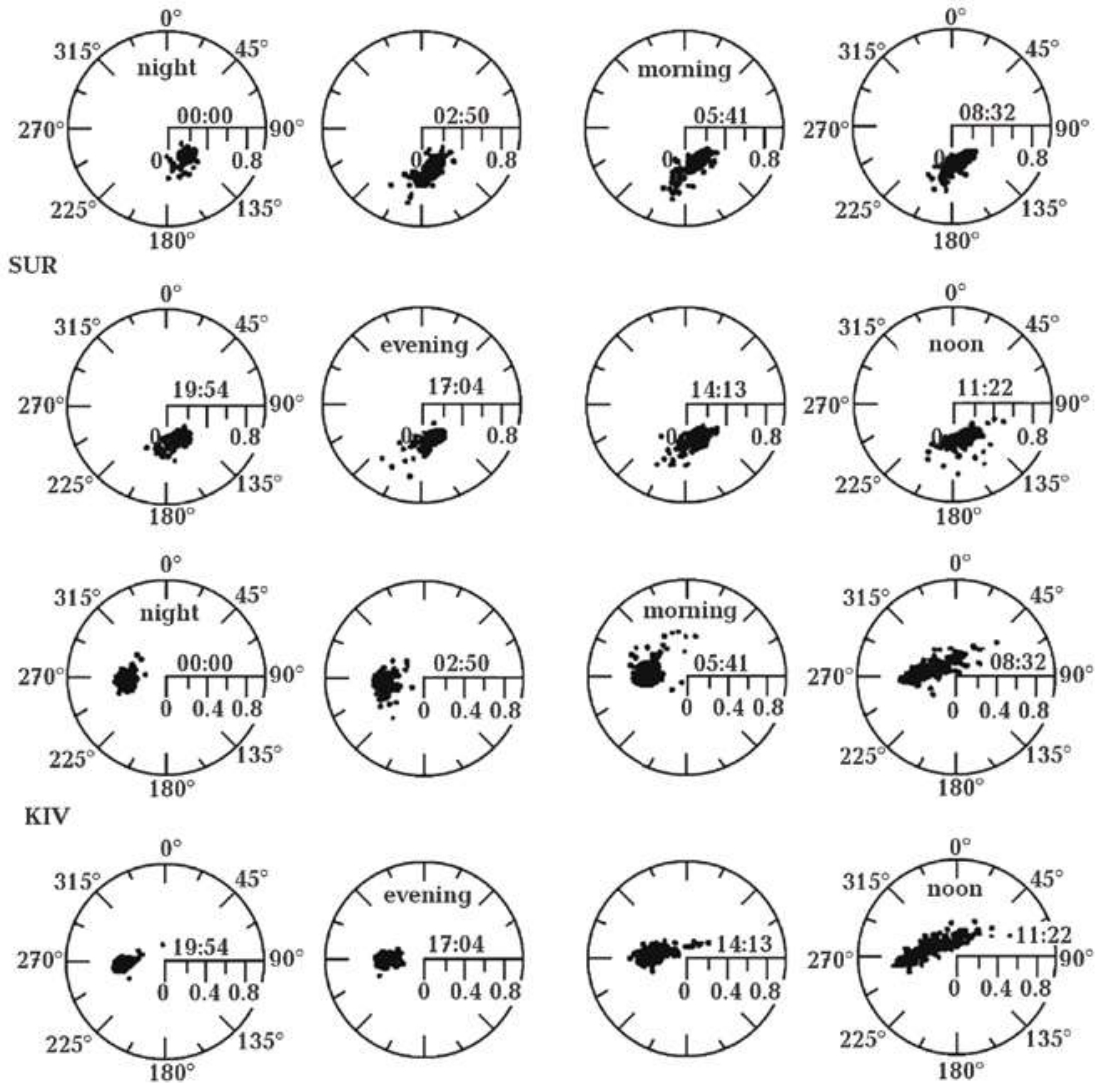 0° 0°
315° 45° 315° 45°
night morning
00:00 02:50 05:41 08:32
270° 90° 270° 90°
0 0.8 0 0.8 0 0.8 0 0.8
225° 135° 225° 135°
180° 180°
SUR
0° 0°
315° 45° 315° 45°
evening noon
19:54 17:04 14:13 11:22
270° 90° 270° 90°
0 0.8 0 0.8 0 0.8 0 0.8
225° 135° 225° 135°
180° 180°
0° 0°
315° 45° 315° 45°
night morning
00:00 02:50 05:41 08:32
270° 90° 270° 90°
0 0.4 0.8 0 0.4 0.8 0 0.4 0.8 0 0.4 0.8
225° 135° 225° 135°
180° 180°
KIV
0° 0°
315° 45° 315° 45°
evening noon
19:54 17:04 14:13 11:22
270° 90° 270° 90°
0 0.4 0.8 0 0.4 0.8 0 0.4 0.8 0 0.4 0.8
225° 135° 225° 135°
180° 180°